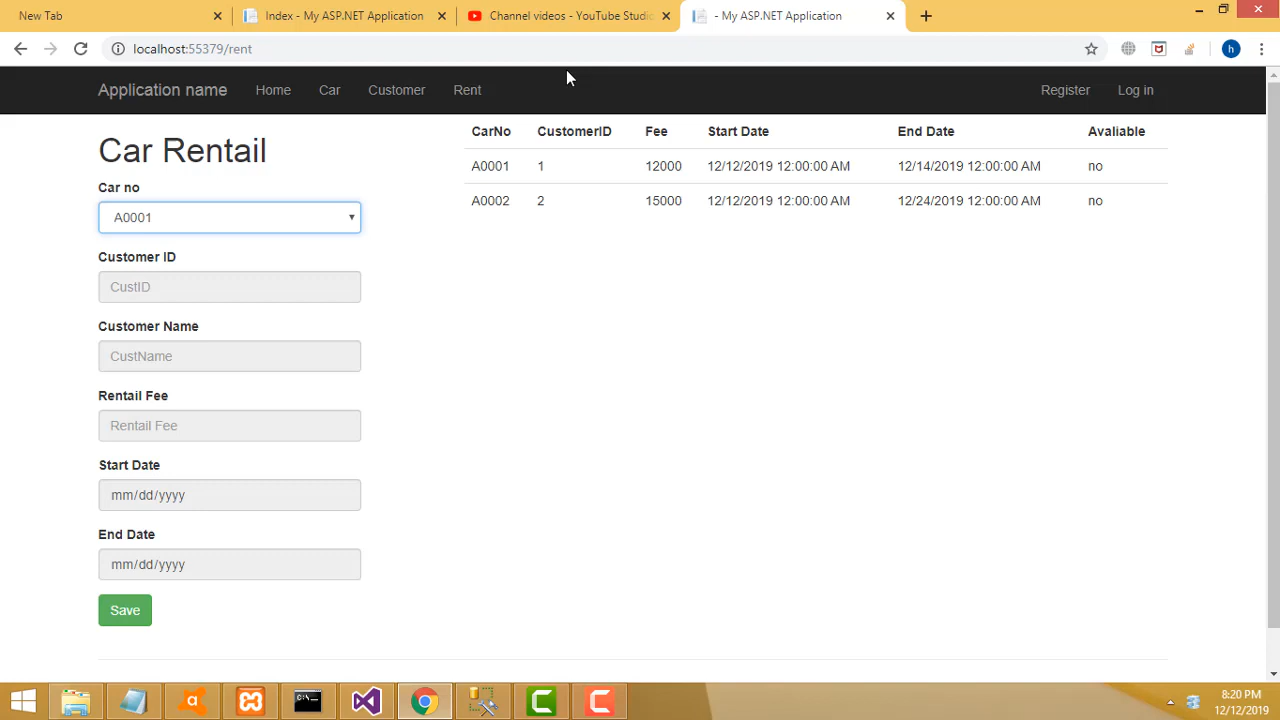 New Tab
Index - My ASP.NET Application
Channel videos - YouTube Studio
- My ASP.NET Application
localhost:55379/rent
h
Application name Home Car Customer Rent Register Log in
Car Rentail
Car no
A0001
Customer ID
CustID
Customer Name
CustName
Rentail Fee
Rentail Fee
Start Date
mm/dd/yyyy
End Date
mm/dd/yyyy
Save
CarNo CustomerID Fee Start Date End Date Avaliable
A0001 1 12000 12/12/2019 12:00:00 AM 12/14/2019 12:00:00 AM no
A0002 2 15000 12/12/2019 12:00:00 AM 12/24/2019 12:00:00 AM no
8:20 PM
12/12/2019